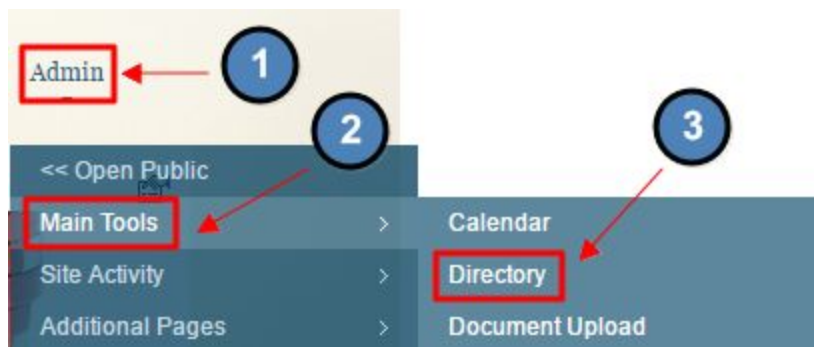 Admin
1
2
3
<< Open Public
Main Tools >
Calendar
Site Activity >
Directory
Additional Pages >
Document Upload